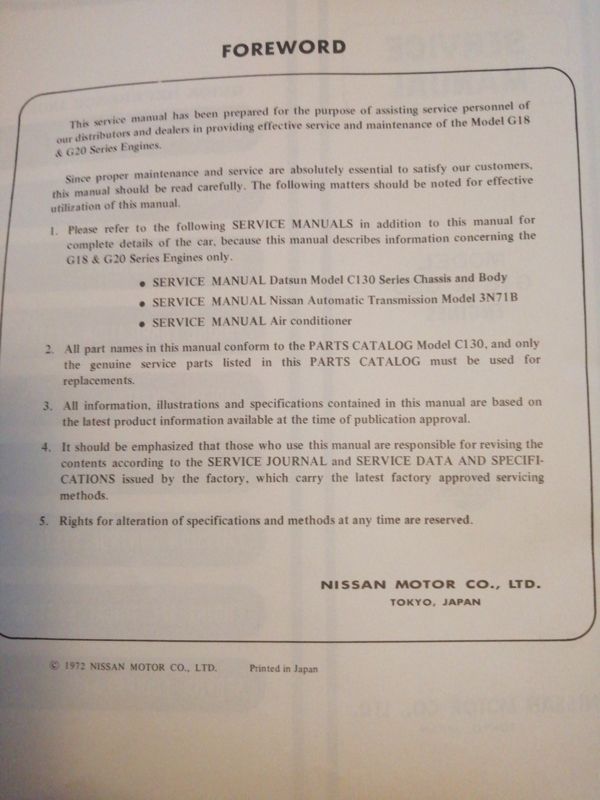 FOREWORD
This service manual has been prepared for the purpose of assisting service personnel of
our distributors and dealers in providing effective service and maintenance of the Model G18
& G20 Series Engines.
Since proper maintenance and service are absolutely essential to satisfy our customers,
this manual should be read carefully. The following matters should be noted for effective
utilization of this manual.
1. Please refer to the following SERVICE MANUALS in addition to this manual for
complete details of the car, because this manual describes information concerning the
G18 & G20 Series Engines only.
• SERVICE MANUAL Datsun Model C130 Series Chassis and Body
• SERVICE MANUAL Nissan Automatic Transmission Model 3N71B
• SERVICE MANUAL Air conditioner
2. All part names in this manual conform to the PARTS CATALOG Model C130, and only
the genuine service parts listed in this PARTS CATALOG must be used for
replacements.
3. All information, illustrations and specifications contained in this manual are based on
the latest product information available at the time of publication approval.
4. It should be emphasized that those who use this manual are responsible for revising the
contents according to the SERVICE JOURNAL and SERVICE DATA AND SPECIFI-
CATIONS issued by the factory, which carry the latest factory approved servicing
methods.
5. Rights for alteration of specifications and methods at any time are reserved.
NISSAN MOTOR CO., LTD.
TOKYO, JAPAN
© 1972 NISSAN MOTOR CO., LTD. Printed in Japan